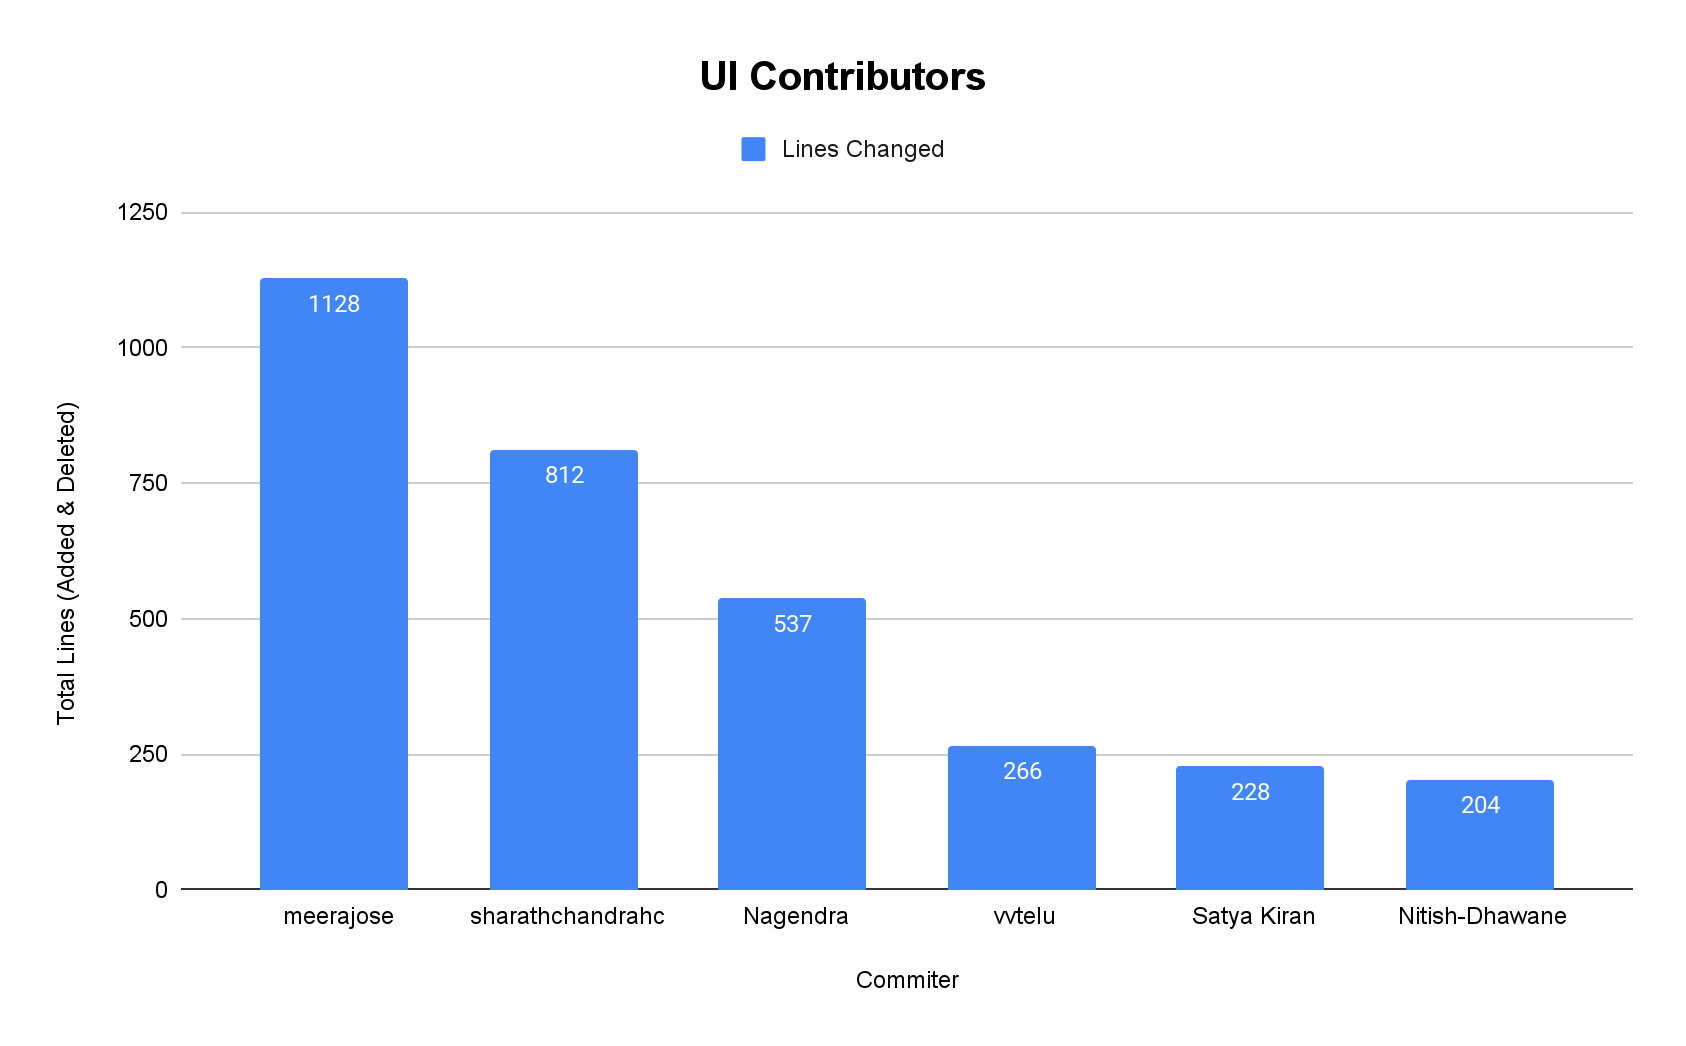 UI Contributors
Lines Changed
1250
1000
750
500
250
0
Total Lines (Added & Deleted)
1128
812
537
266
228
204
meerajose
sharathchandrahc
Nagendra
vvtelu
Satya Kiran
Nitish-Dhawane
Commiter